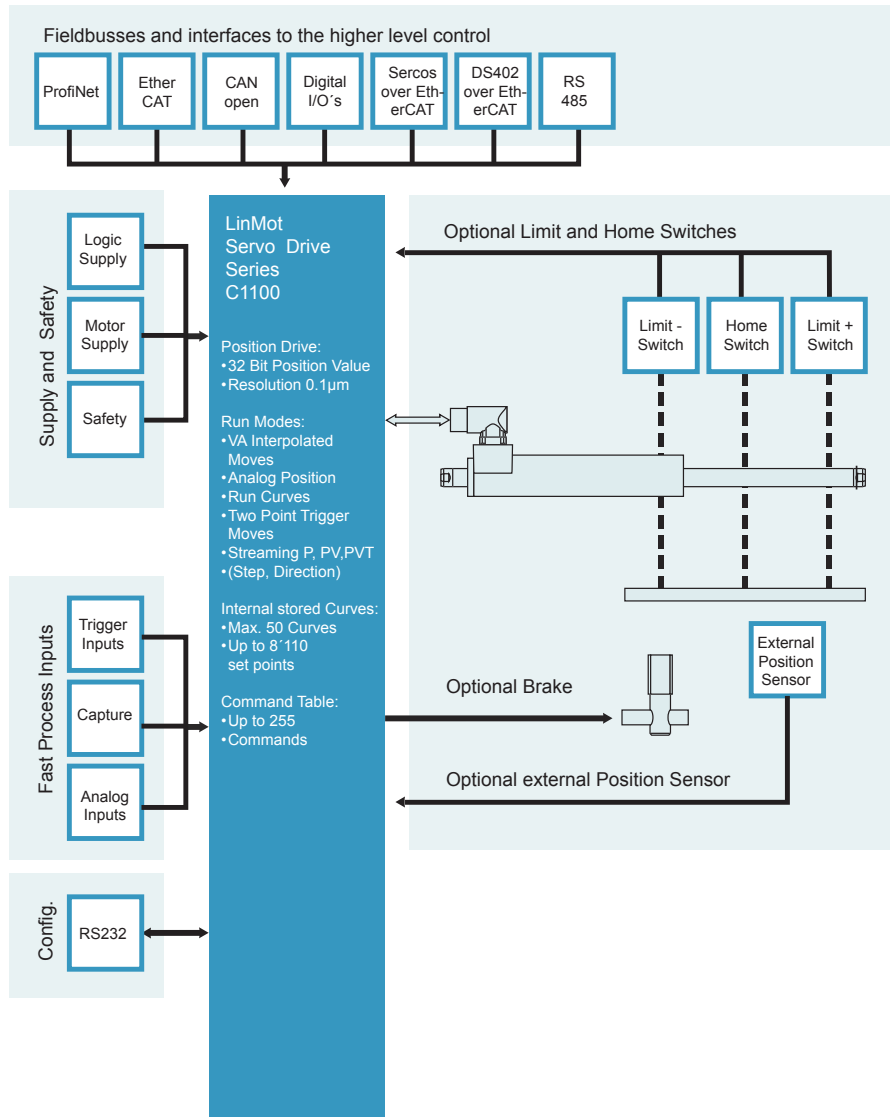 Fieldbusses and interfaces to the higher level control
ProfiNet
Ether
CAT
CAN
open
Digital
I/O´s
Sercos
over Eth-
erCAT
DS402
over Eth-
erCAT
RS
485
Supply and Safety
Logic
Supply
Motor
Supply
Safety
LinMot
Servo Drive
Series
C1100
Position Drive:
•32 Bit Position Value
•Resolution 0.1µm
Run Modes:
•VA Interpolated
Moves
•Analog Position
•Run Curves
•Two Point Trigger
Moves
•Streaming P, PV,PVT
•(Step, Direction)
Internal stored Curves:
•Max. 50 Curves
•Up to 8´110
set points
Command Table:
•Up to 255
•Commands
Optional Limit and Home Switches
Limit -
Switch
Home
Switch
Limit +
Switch
Fast Process Inputs
Trigger
Inputs
Capture
Analog
Inputs
External
Position
Sensor
Optional Brake
Optional external Position Sensor
Config.
RS232